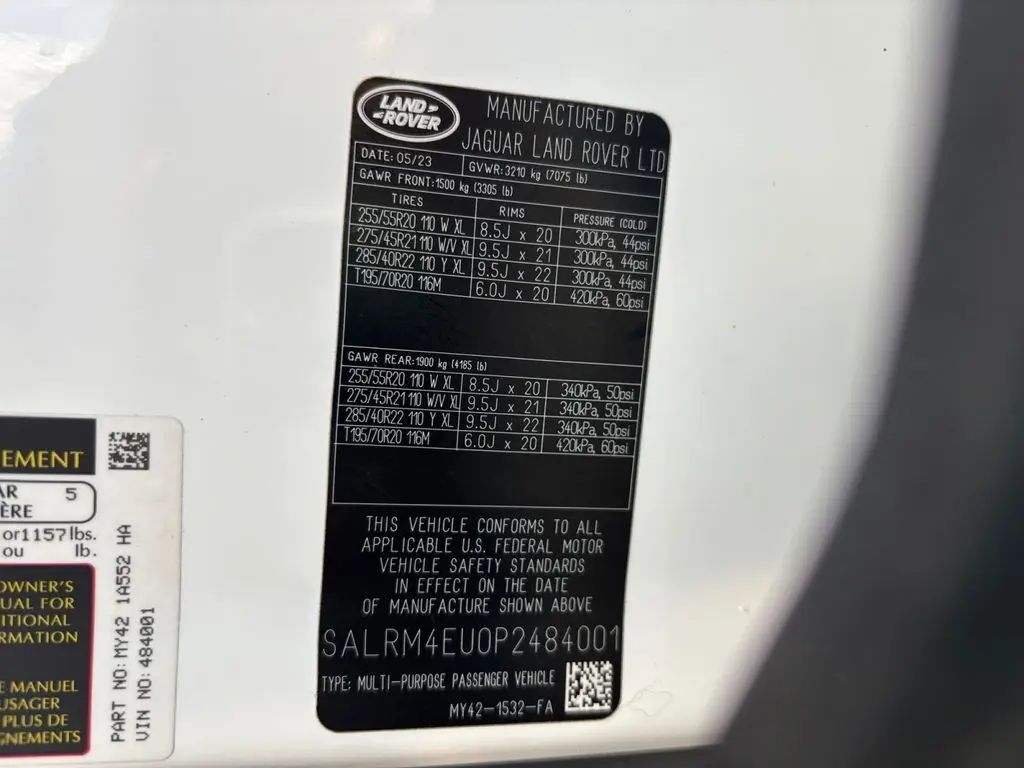 LAND
ROVER
MANUFACTURED BY
JAGUAR LAND ROVER LTD
DATE: 05/23 GVWR: 3210 kg (7075 lb)
GAWR FRONT: 1500 kg (3305 lb)
TIRES RIMS PRESSURE (COLD)
255/55R20 110 W XL 8.5J x 20 300kPa, 44psi
275/45R21 110 W/V XL 9.5J x 21 300kPa, 44psi
285/40R22 110 Y XL 9.5J x 22 300kPa, 44psi
T195/70R20 116M 6.0J x 20 420kPa, 60psi
GAWR REAR: 1900 kg (4185 lb)
255/55R20 110 W XL 8.5J x 20 340kPa, 50psi
275/45R21 110 W/V XL 9.5J x 21 340kPa, 50psi
285/40R22 110 Y XL 9.5J x 22 340kPa, 50psi
T195/70R20 116M 6.0J x 20 420kPa, 60psi
THIS VEHICLE CONFORMS TO ALL
APPLICABLE U.S. FEDERAL MOTOR
VEHICLE SAFETY STANDARDS
IN EFFECT ON THE DATE
OF MANUFACTURE SHOWN ABOVE
SALRM4EU0P2484001
TYPE: MULTI-PURPOSE PASSENGER VEHICLE
MY42-1532-FA
EMENT
AR 5
ÈRE
or 1157 lbs.
ou lb.
OWNER'S
UAL FOR
ITIONAL
RMATION
E MANUEL
USAGER
PLUS DE
GNEMENTS
PART NO: MY42 1A552 HA
VIN NO: 484001